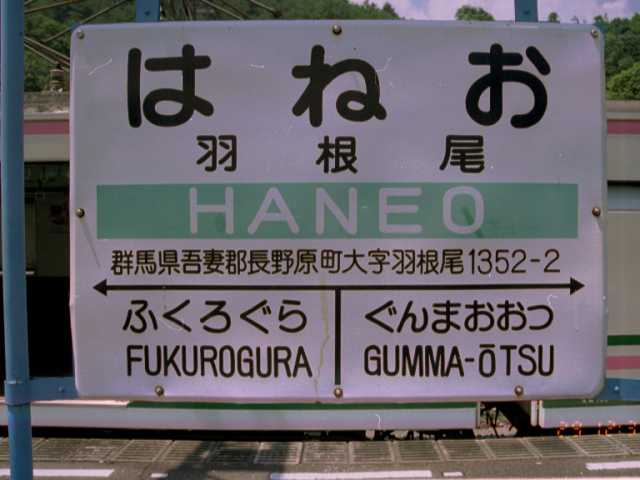 はねお
羽根尾
HANEO
群馬県吾妻郡長野原町大字羽根尾1352-2
ふくろぐら ぐんまおおつ
FUKUROGURA GUMMA-ŌTSU